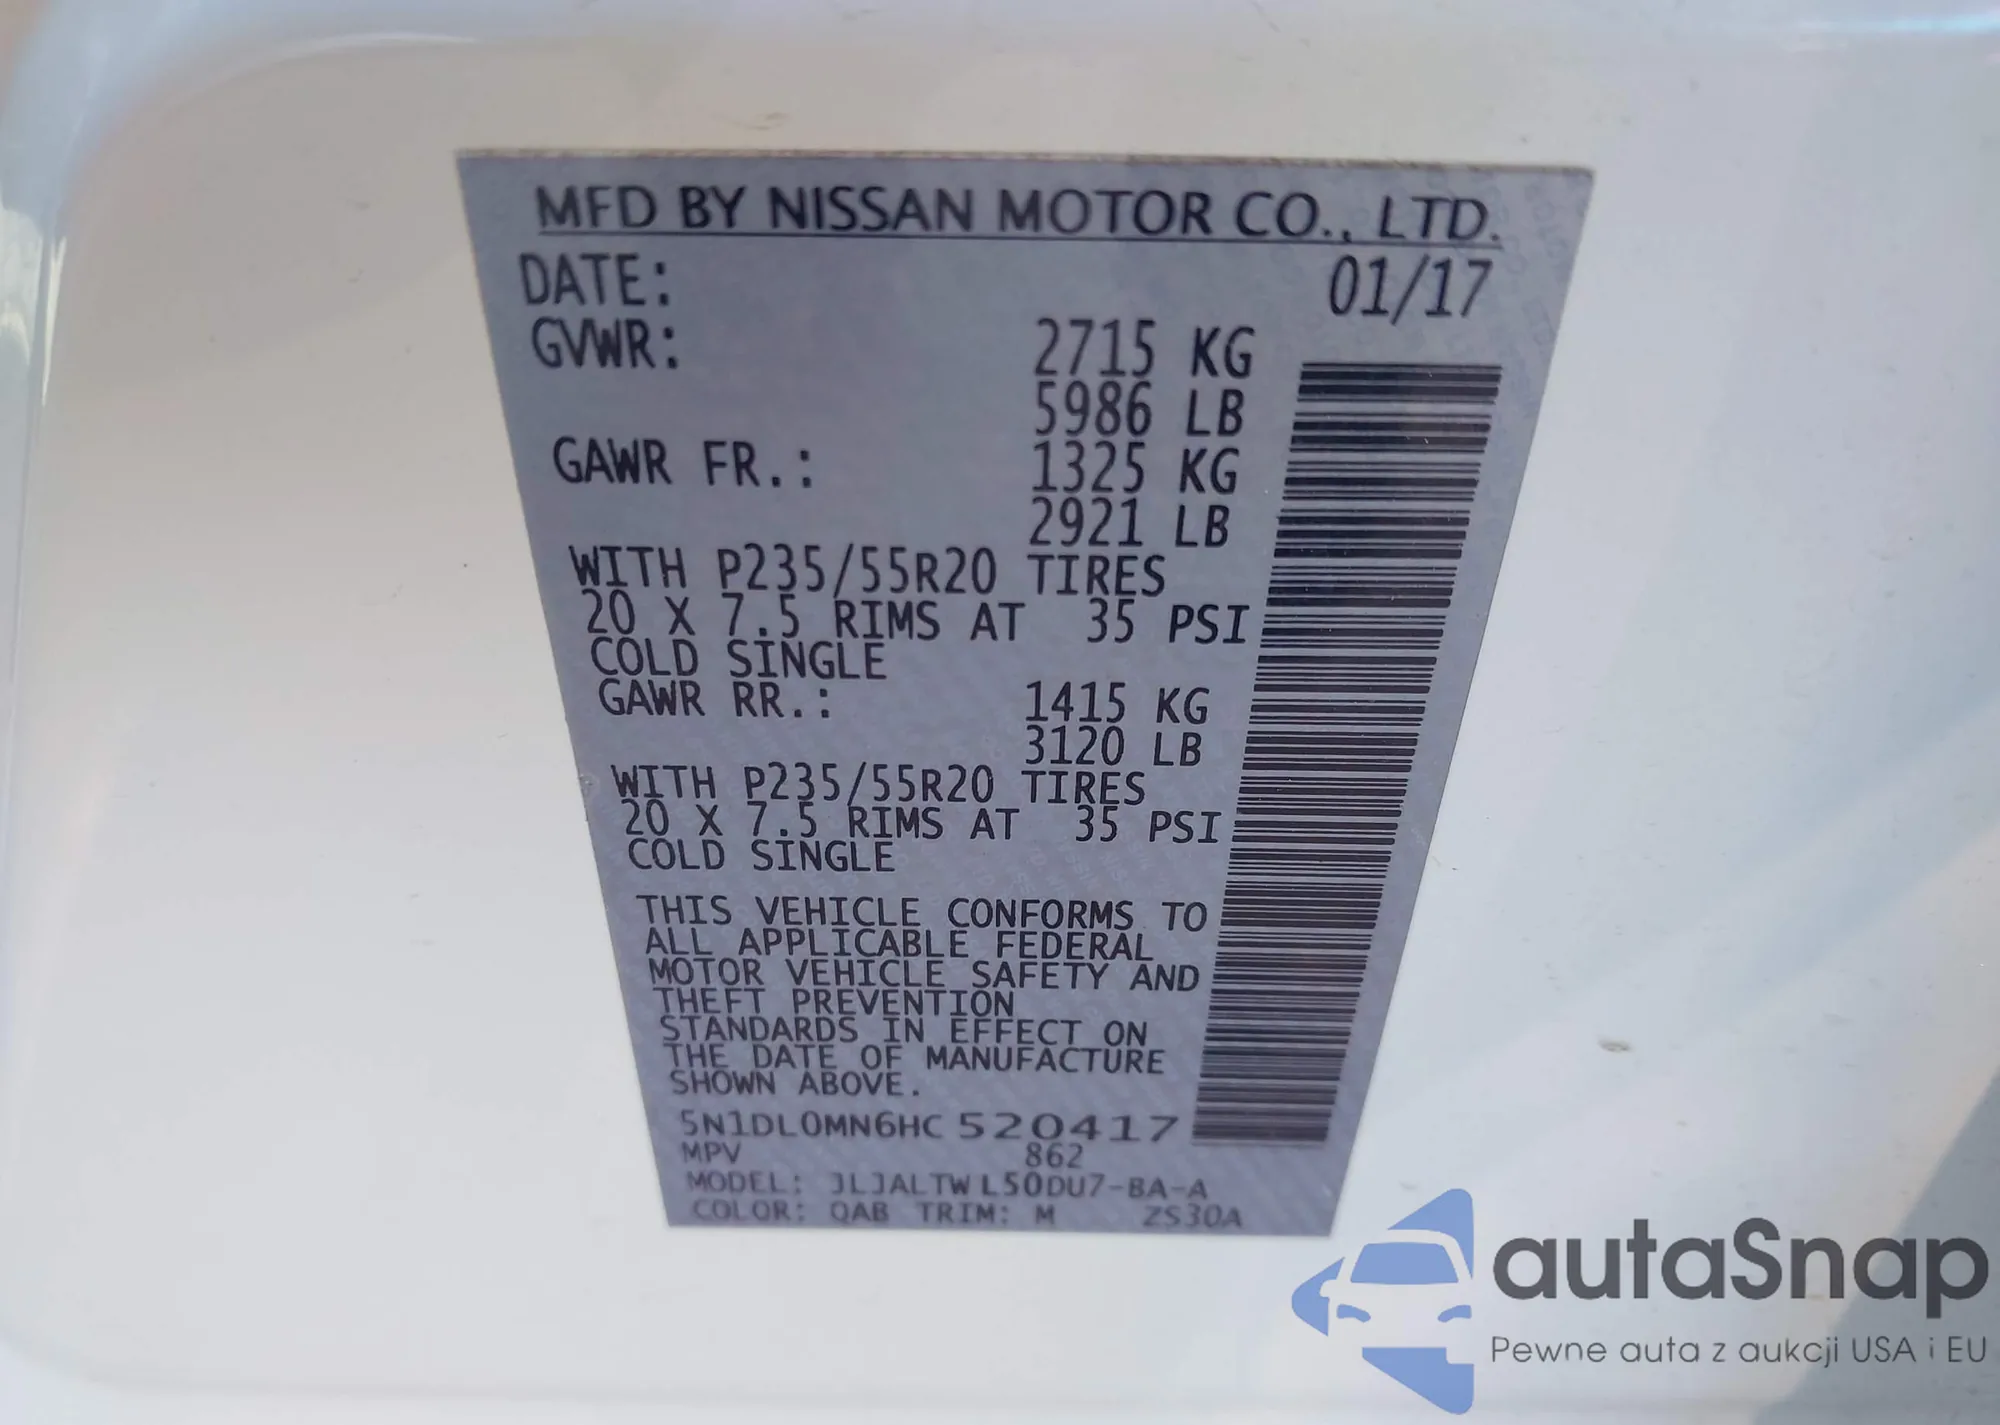 MFD BY NISSAN MOTOR CO., LTD.
DATE: 01/17
GVWR: 2715 KG
5986 LB
GAWR FR.: 1325 KG
2921 LB
WITH P235/55R20 TIRES
20 X 7.5 RIMS AT 35 PSI
COLD SINGLE
GAWR RR.: 1415 KG
3120 LB
WITH P235/55R20 TIRES
20 X 7.5 RIMS AT 35 PSI
COLD SINGLE
THIS VEHICLE CONFORMS TO
ALL APPLICABLE FEDERAL
MOTOR VEHICLE SAFETY AND
THEFT PREVENTION
STANDARDS IN EFFECT ON
THE DATE OF MANUFACTURE
SHOWN ABOVE.
5N1DL0MN6HC520417
MPV 862
MODEL: JLJALTWL50DU7-BA-A
COLOR: QAB TRIM: M ZS30A
autaSnap
Pewne auta z aukcji USA i EU